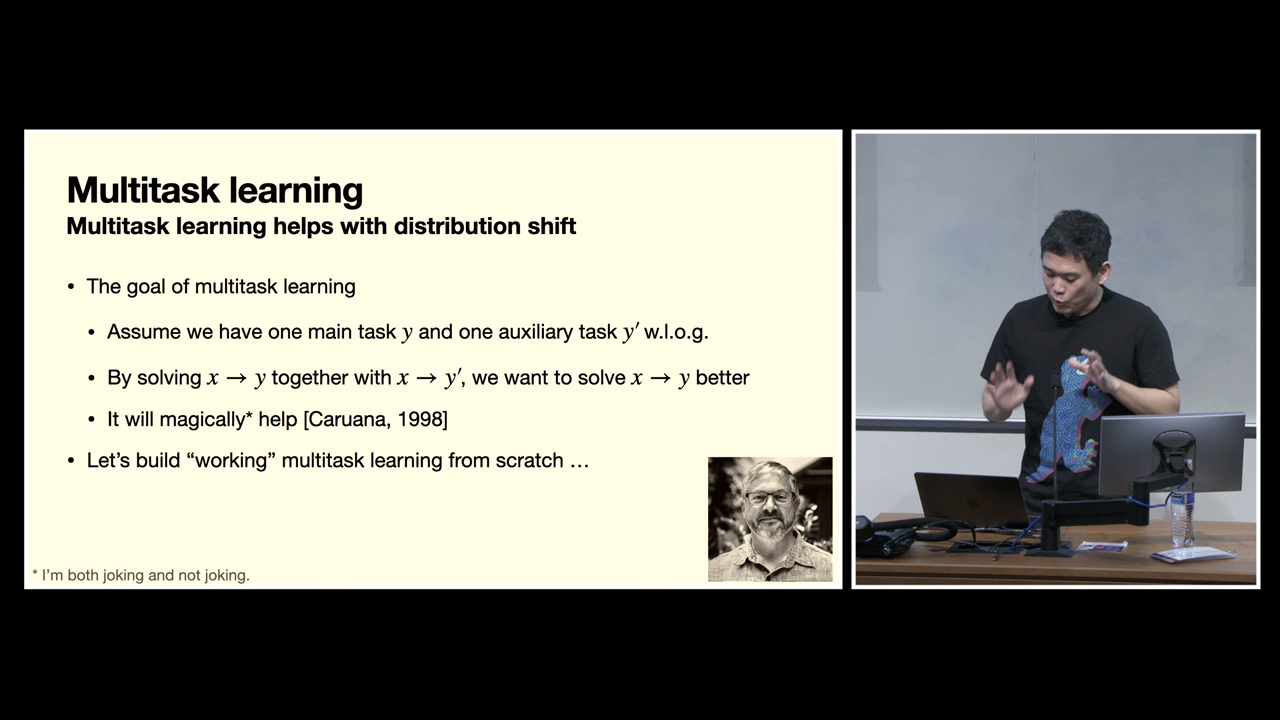 Multitask learning
Multitask learning helps with distribution shift
• The goal of multitask learning
• Assume we have one main task y and one auxiliary task y′ w.l.o.g.
• By solving x → y together with x → y′, we want to solve x → y better
• It will magically* help [Caruana, 1998]
• Let’s build “working” multitask learning from scratch …
* I’m both joking and not joking.